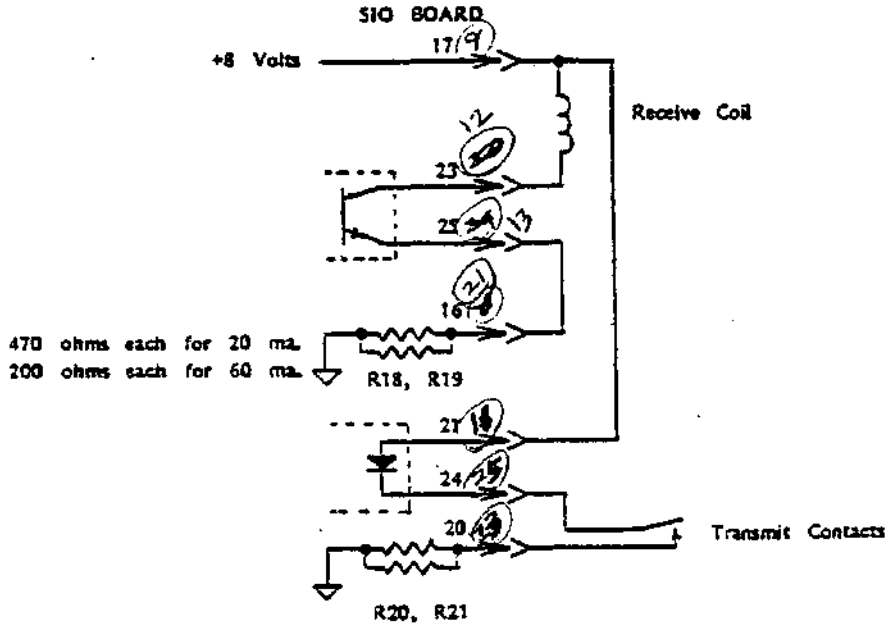 SIO BOARD
17 9
+8 Volts
Receive Coil
12
23
25
13
21
16
470 ohms each for 20 ma.
200 ohms each for 60 ma.
R18, R19
24 25
20
Transmit Contacts
R20, R21